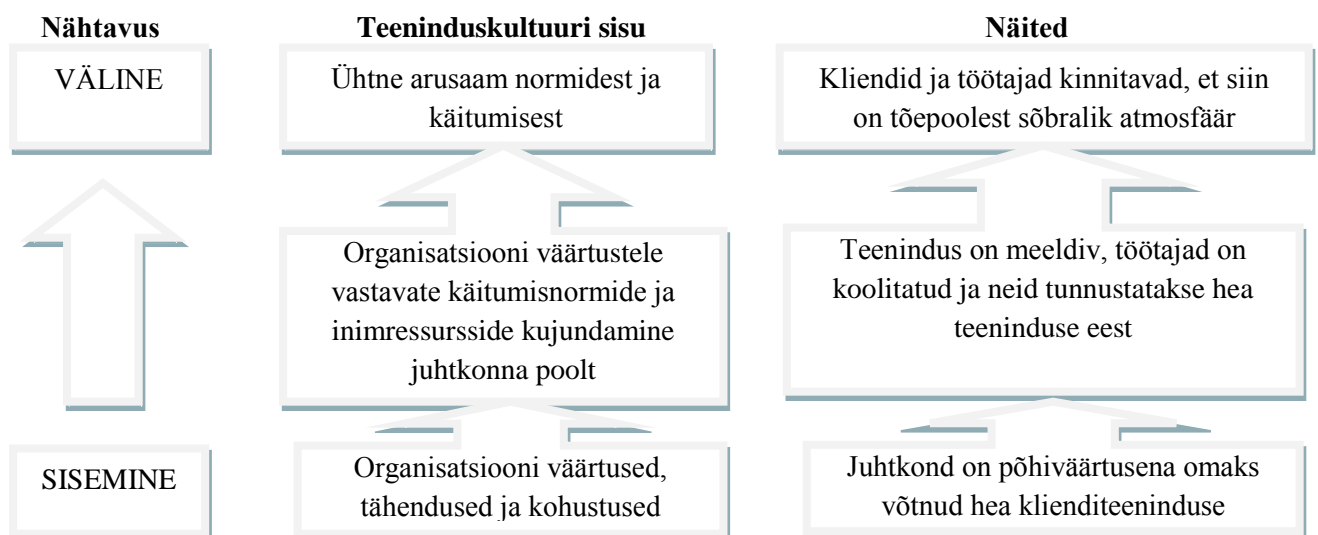 Nähtavus
Teeninduskultuuri sisu
Näited
VÄLINE
Ühtne arusaam normidest ja
käitumisest
Kliendid ja töötajad kinnitavad, et siin
on tõepoolest sõbralik atmosfäär
Organisatsiooni väärtustele
vastavate käitumisnormide ja
inimressursside kujundamine
juhtkonna poolt
Teenindus on meeldiv, töötajad on
koolitatud ja neid tunnustatakse hea
teeninduse eest
SISEMINE
Organisatsiooni väärtused,
tähendused ja kohustused
Juhtkond on põhiväärtusena omaks
võtnud hea klienditeeninduse